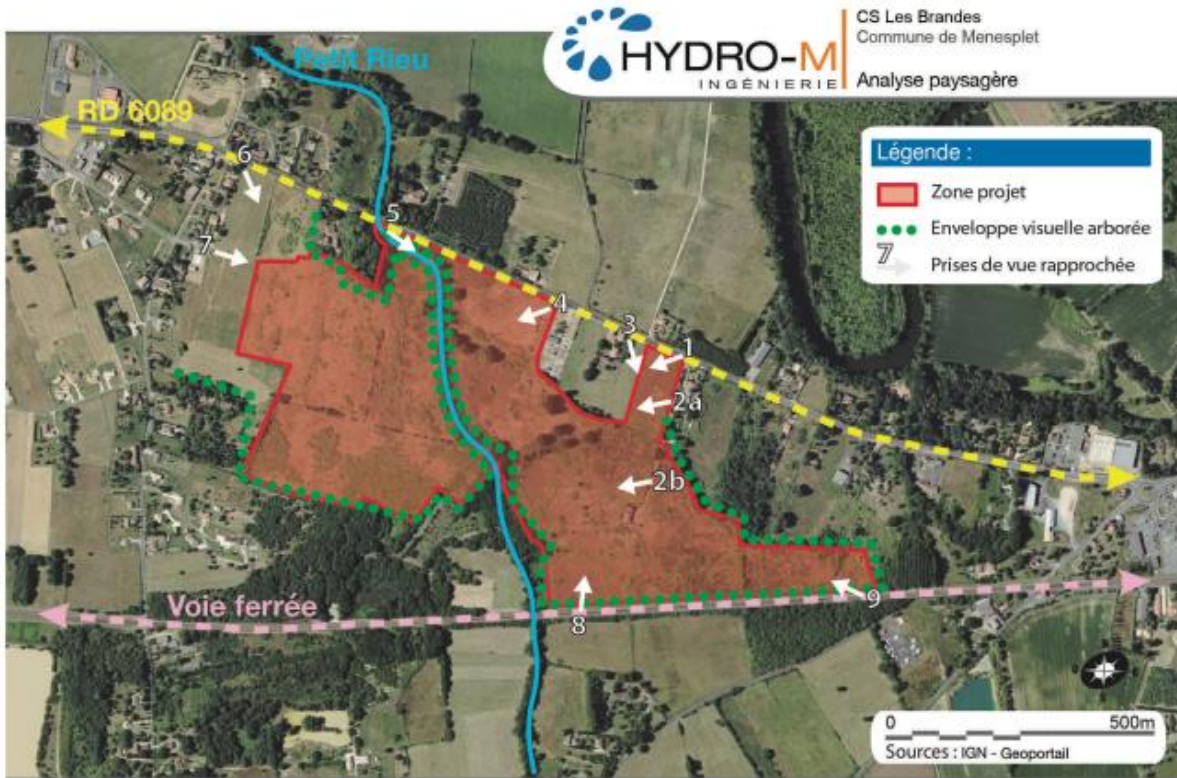 HYDRO-M
INGÉNIERIE
CS Les Brandes
Commune de Menesplet
Analyse paysagère
Petit Rieu
RD 6089
Légende :
Zone projet
Enveloppe visuelle arborée
7
Prises de vue rapprochée
6
5
7
4
3
1
2a
2b
9
8
Voie ferrée
0
500m
Sources : IGN - Geoportail